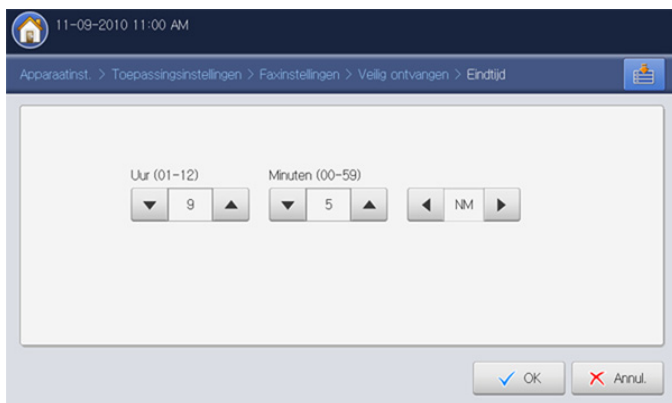 11-09-2010 11:00 AM
Apparaatinst. > Toepassingsinstellingen > Faxinstellingen > Veilig ontvangen > Eindtijd
Uur (01-12) Minuten (00-59)
9 5 NM
OK Annul.